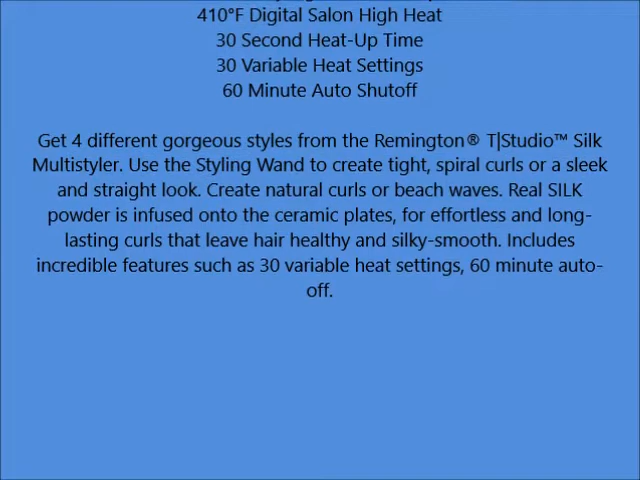 410°F Digital Salon High Heat
30 Second Heat-Up Time
30 Variable Heat Settings
60 Minute Auto Shutoff
Get 4 different gorgeous styles from the Remington® T|Studio™ Silk
Multistyler. Use the Styling Wand to create tight, spiral curls or a sleek
and straight look. Create natural curls or beach waves. Real SILK
powder is infused onto the ceramic plates, for effortless and long-
lasting curls that leave hair healthy and silky-smooth. Includes
incredible features such as 30 variable heat settings, 60 minute auto-
off.